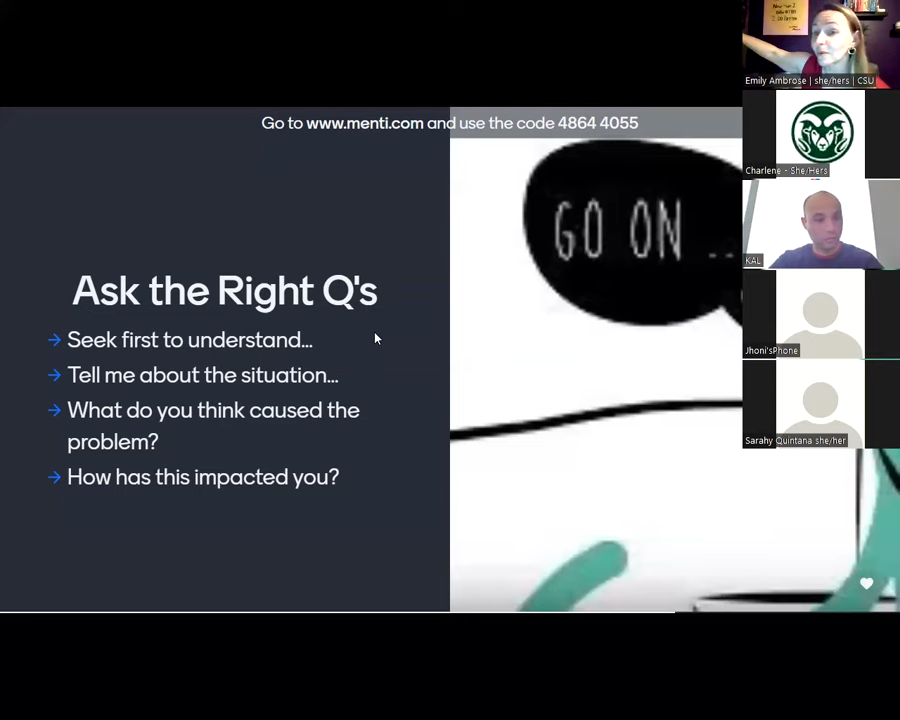 Go to www.menti.com and use the code 4864 4055
Ask the Right Q's
→ Seek first to understand...
→ Tell me about the situation...
→ What do you think caused the
problem?
→ How has this impacted you?
GO ON ..
Emily Ambrose | she/hers | CSU
Charlene - She/Hers
KAL
Jhoni'sPhone
Sarahy Quintana she/her